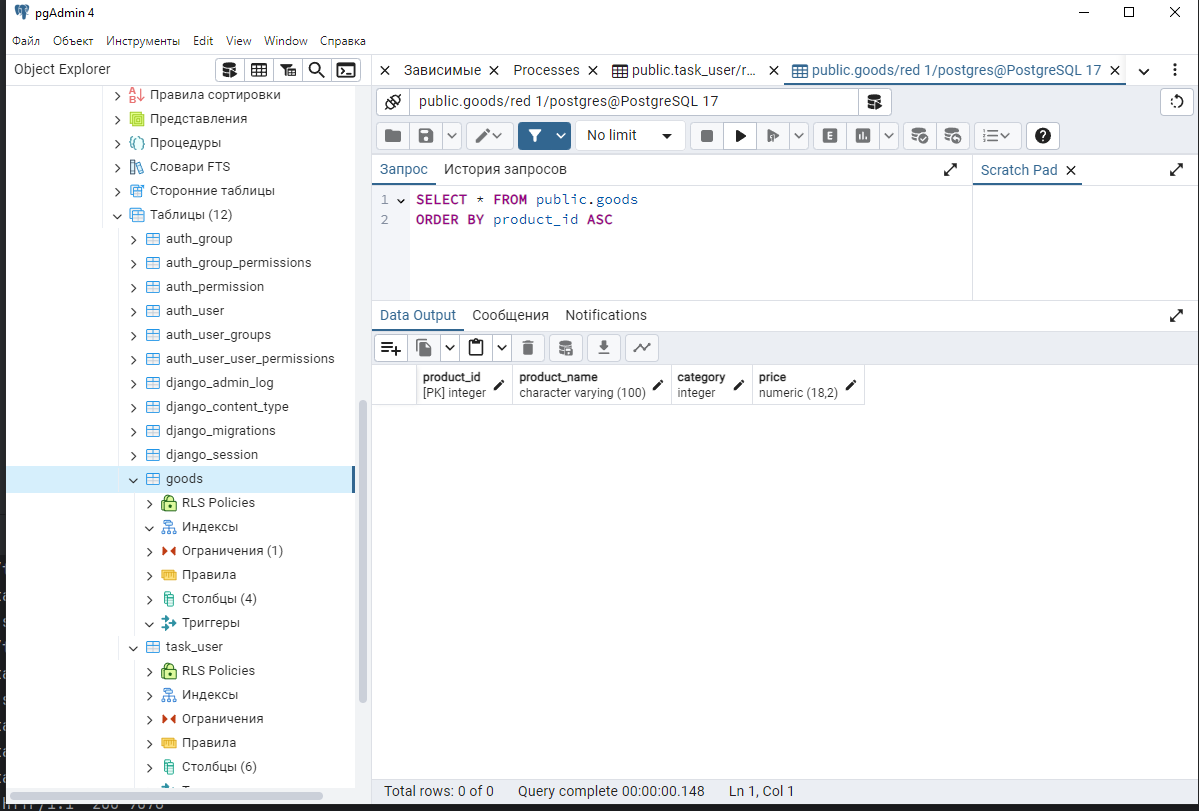 pgAdmin 4
Файл Объект Инструменты Edit View Window Справка
Object Explorer
Зависимые Processes public.task_user/r... public.goods/red 1/postgres@PostgreSQL 17
public.goods/red 1/postgres@PostgreSQL 17
No limit
E
Запрос История запросов Scratch Pad
1 SELECT * FROM public.goods
2 ORDER BY product_id ASC
Data Output Сообщения Notifications
product_id product_name category price
[PK] integer character varying (100) integer numeric (18,2)
Правила сортировки
Представления
Процедуры
Словари FTS
Сторонние таблицы
Таблицы (12)
auth_group
auth_group_permissions
auth_permission
auth_user
auth_user_groups
auth_user_user_permissions
django_admin_log
django_content_type
django_migrations
django_session
goods
RLS Policies
Индексы
Ограничения (1)
Правила
Столбцы (4)
Триггеры
task_user
RLS Policies
Индексы
Ограничения
Правила
Столбцы (6)
Total rows: 0 of 0 Query complete 00:00:00.148 Ln 1, Col 1